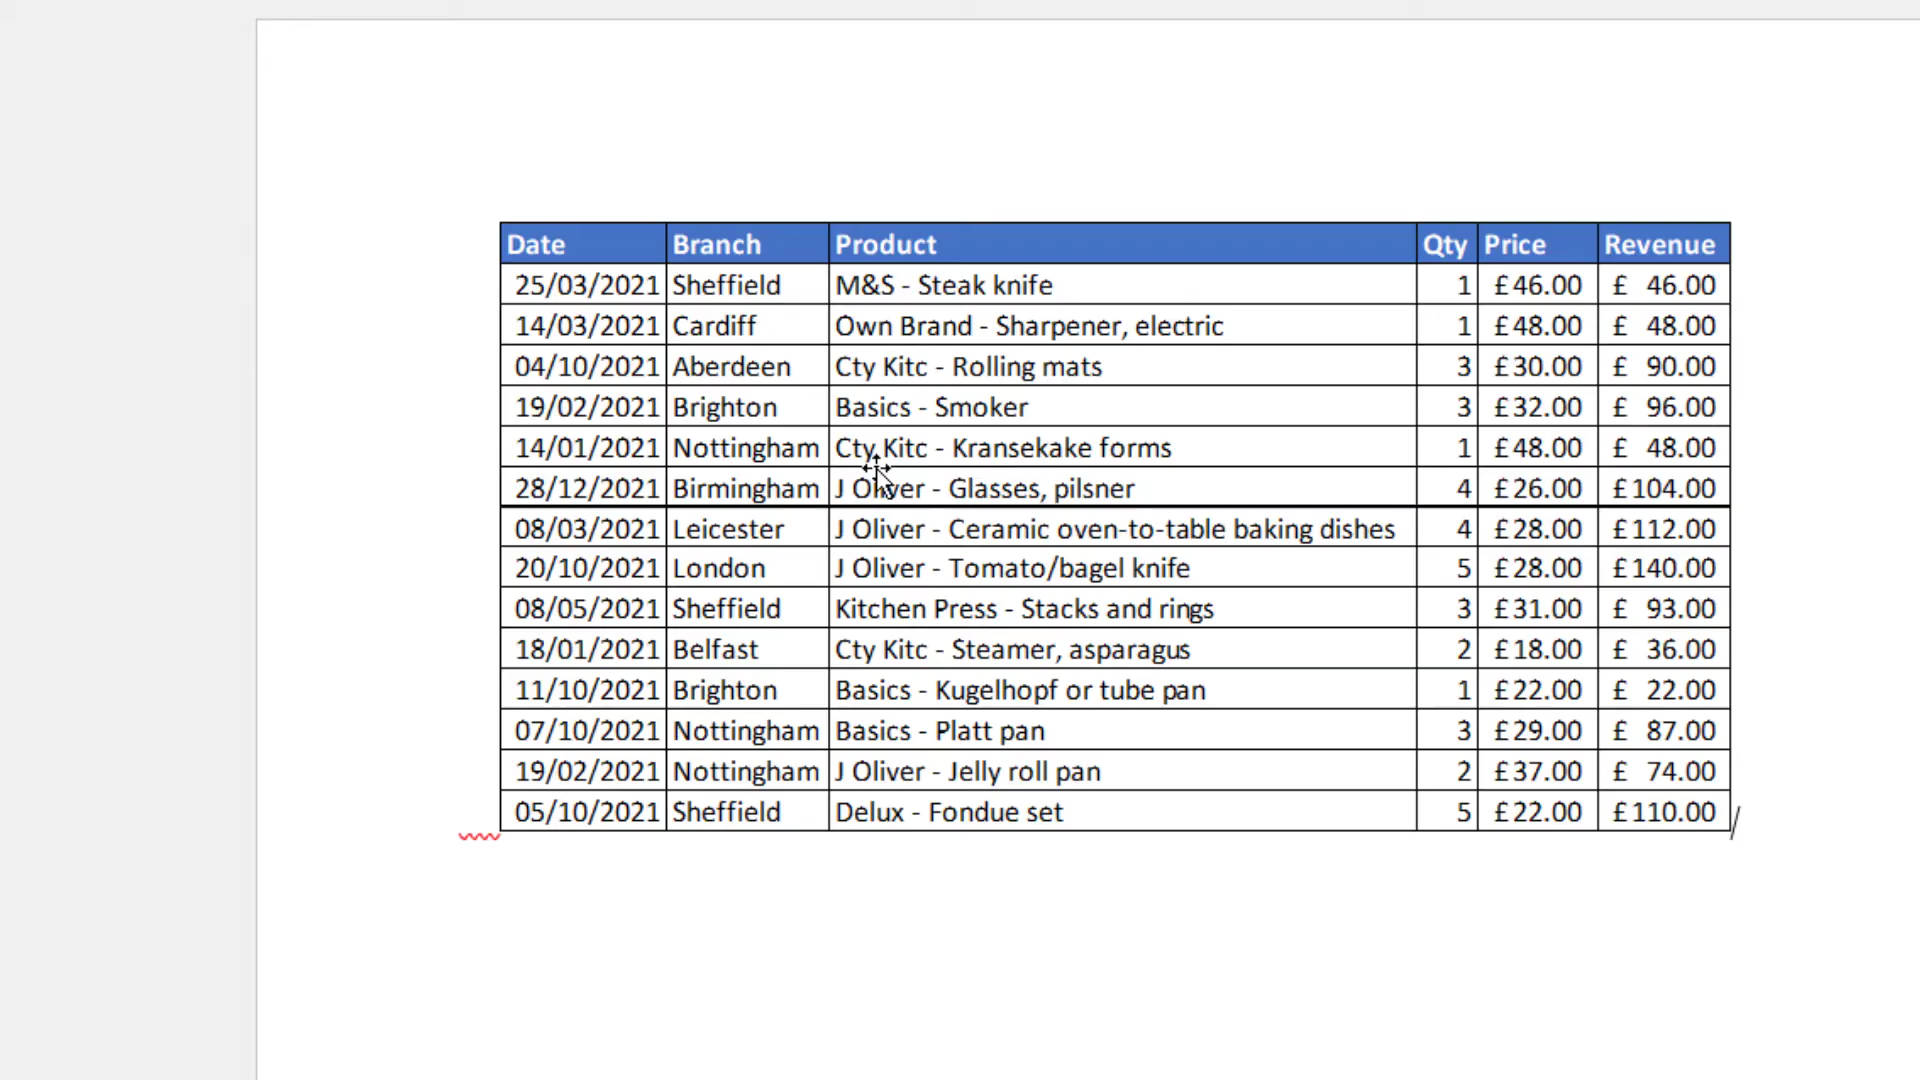 Date Branch Product Qty Price Revenue
25/03/2021 Sheffield M&S - Steak knife 1 £46.00 £ 46.00
14/03/2021 Cardiff Own Brand - Sharpener, electric 1 £48.00 £ 48.00
04/10/2021 Aberdeen Cty Kitc - Rolling mats 3 £30.00 £ 90.00
19/02/2021 Brighton Basics - Smoker 3 £32.00 £ 96.00
14/01/2021 Nottingham Cty Kitc - Kransekake forms 1 £48.00 £ 48.00
28/12/2021 Birmingham J Oliver - Glasses, pilsner 4 £26.00 £104.00
08/03/2021 Leicester J Oliver - Ceramic oven-to-table baking dishes 4 £28.00 £112.00
20/10/2021 London J Oliver - Tomato/bagel knife 5 £28.00 £140.00
08/05/2021 Sheffield Kitchen Press - Stacks and rings 3 £31.00 £ 93.00
18/01/2021 Belfast Cty Kitc - Steamer, asparagus 2 £18.00 £ 36.00
11/10/2021 Brighton Basics - Kugelhopf or tube pan 1 £22.00 £ 22.00
07/10/2021 Nottingham Basics - Platt pan 3 £29.00 £ 87.00
19/02/2021 Nottingham J Oliver - Jelly roll pan 2 £37.00 £ 74.00
05/10/2021 Sheffield Delux - Fondue set 5 £22.00 £110.00